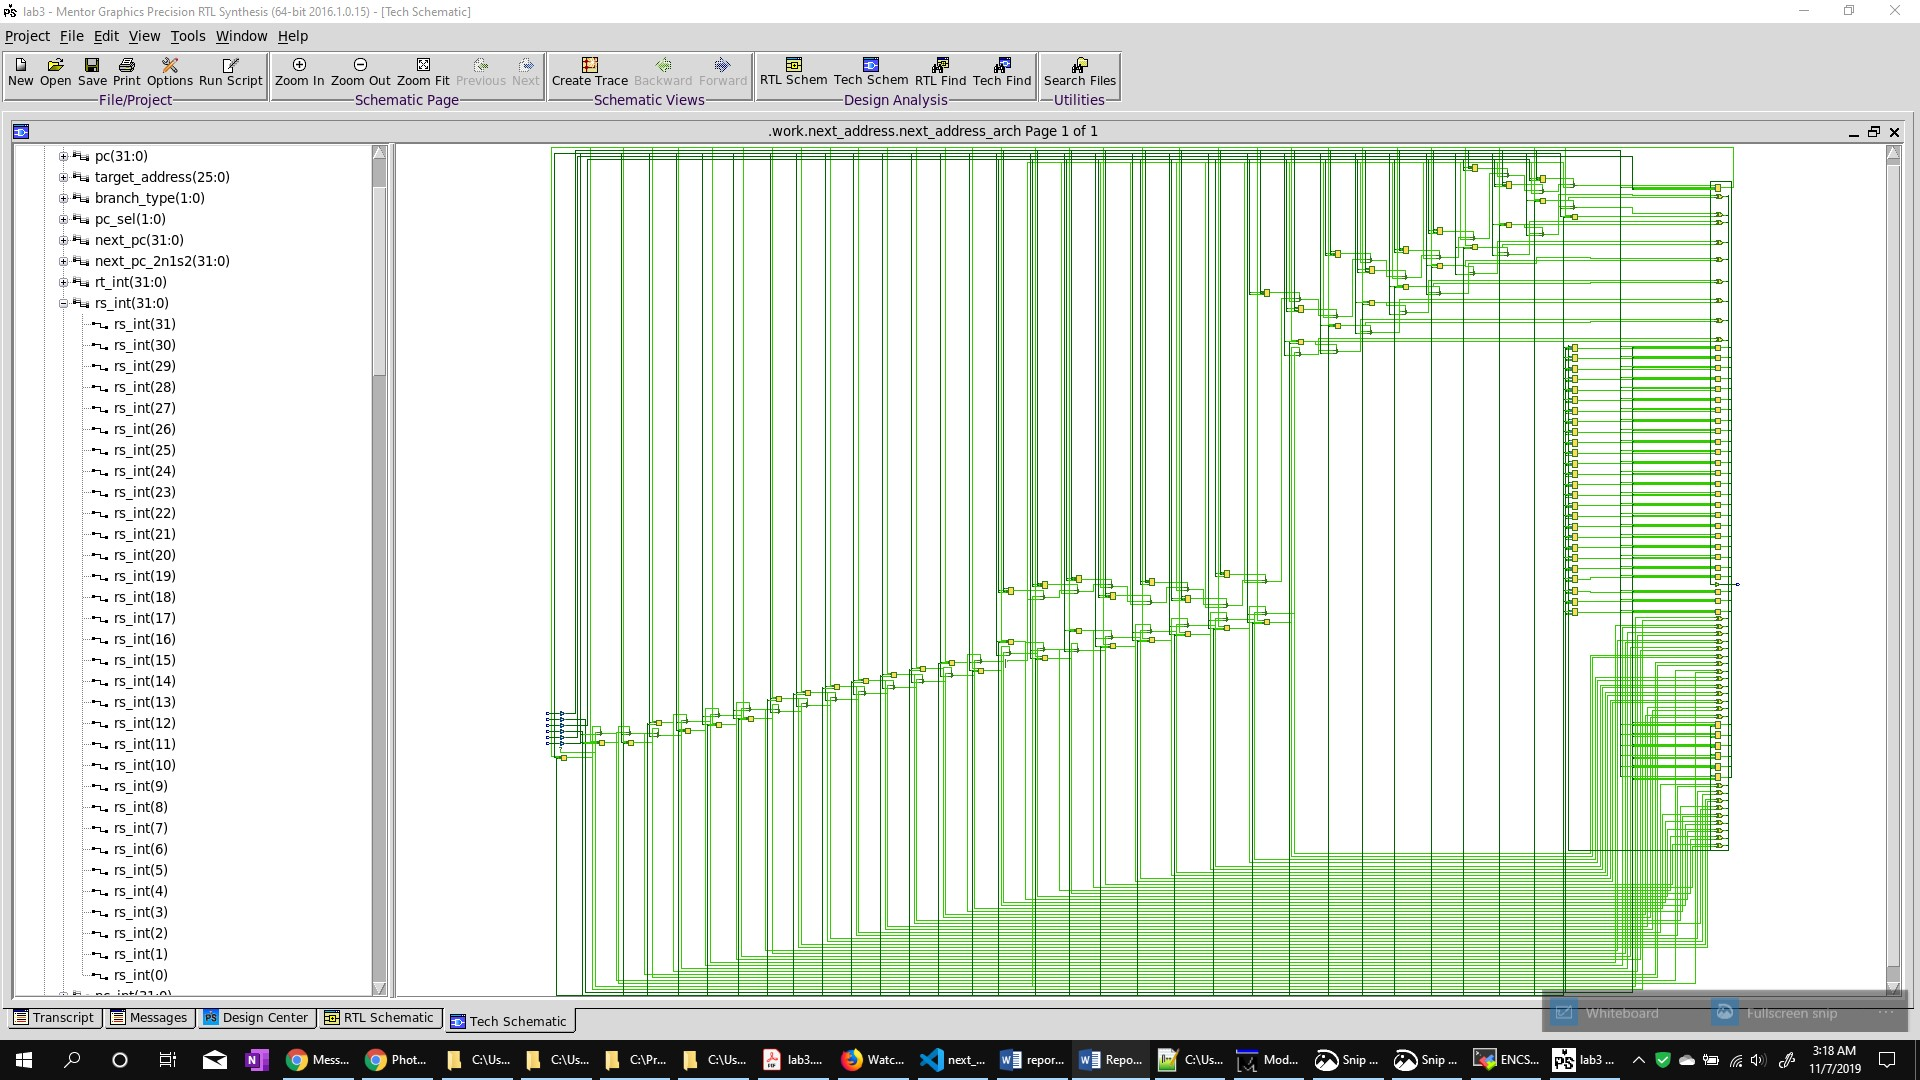 lab3 - Mentor Graphics Precision RTL Synthesis (64-bit 2016.1.0.15) - [Tech Schematic]
Project File Edit View Tools Window Help
New Open Save Print Options Run Script Zoom In Zoom Out Zoom Fit Previous Next Create Trace Backward Forward RTL Schem Tech Schem RTL Find Tech Find Search Files
File/Project Schematic Page Schematic Views Design Analysis Utilities
.work.next_address.next_address_arch Page 1 of 1
pc(31:0)
target_address(25:0)
branch_type(1:0)
pc_sel(1:0)
next_pc(31:0)
next_pc_2n1s2(31:0)
rt_int(31:0)
rs_int(31:0)
rs_int(31)
rs_int(30)
rs_int(29)
rs_int(28)
rs_int(27)
rs_int(26)
rs_int(25)
rs_int(24)
rs_int(23)
rs_int(22)
rs_int(21)
rs_int(20)
rs_int(19)
rs_int(18)
rs_int(17)
rs_int(16)
rs_int(15)
rs_int(14)
rs_int(13)
rs_int(12)
rs_int(11)
rs_int(10)
rs_int(9)
rs_int(8)
rs_int(7)
rs_int(6)
rs_int(5)
rs_int(4)
rs_int(3)
rs_int(2)
rs_int(1)
rs_int(0)
Whiteboard Fullscreen snip ...
Transcript Messages Design Center RTL Schematic Tech Schematic
Mess... Phot... C:\Us... C:\Us... C:\Pr... C:\Us... lab3.... Watc... next_... repor... Repo... C:\Us... Mod... Snip ... Snip ... ENCS... lab3 ...
3:18 AM
11/7/2019